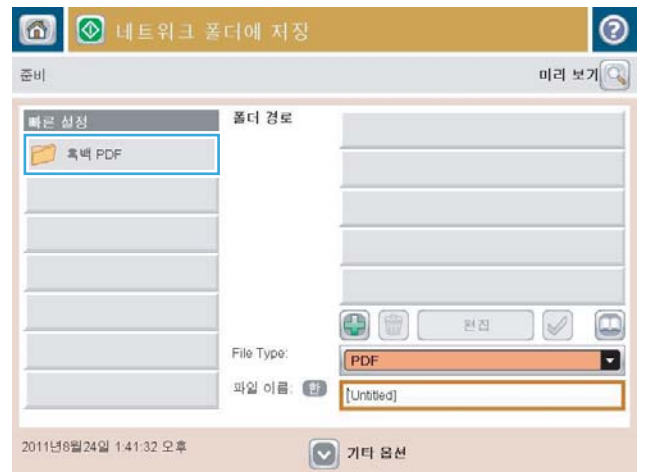 네트워크 폴더에 저장
준비
미리 보기
빠른 설정
흑백 PDF
폴더 경로
편집
File Type:
PDF
파일 이름: 한
[Untitled]
2011년8월24일 1:41:32 오후
기타 옵션